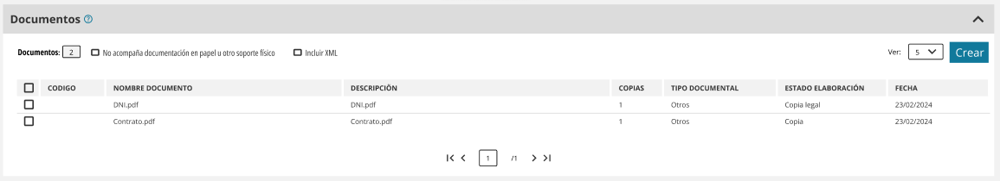 Documentos ?
Documentos: 2 No acompaña documentación en papel u otro soporte físico Incluir XML Ver: 5 Crear
CODIGO NOMBRE DOCUMENTO DESCRIPCIÓN COPIAS TIPO DOCUMENTAL ESTADO ELABORACIÓN FECHA
DNI.pdf DNI.pdf 1 Otros Copia legal 23/02/2024
Contrato.pdf Contrato.pdf 1 Otros Copia 23/02/2024
1 /1